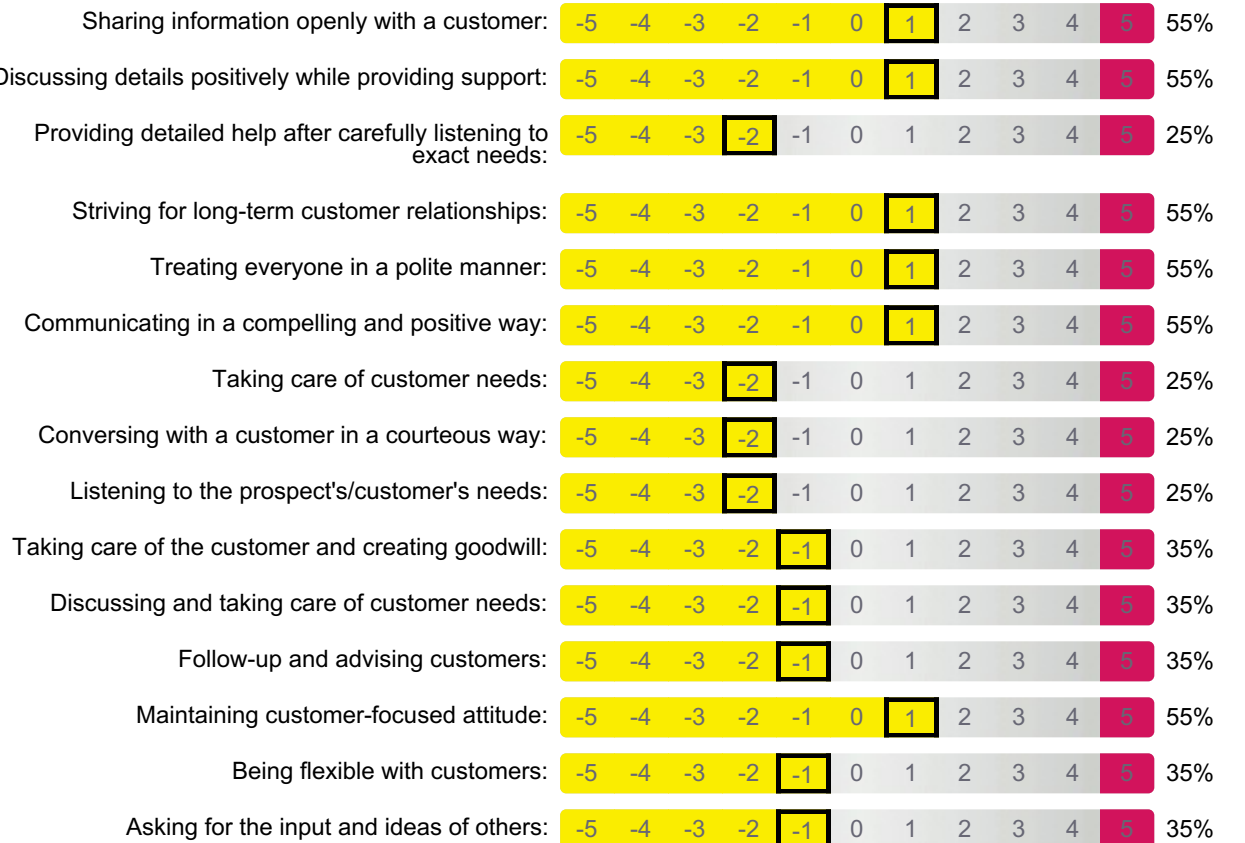 Sharing information openly with a customer: -5 -4 -3 -2 -1 0 1 2 3 4 5 55%
Discussing details positively while providing support: -5 -4 -3 -2 -1 0 1 2 3 4 5 55%
Providing detailed help after carefully listening to
exact needs: -5 -4 -3 -2 -1 0 1 2 3 4 5 25%
Striving for long-term customer relationships: -5 -4 -3 -2 -1 0 1 2 3 4 5 55%
Treating everyone in a polite manner: -5 -4 -3 -2 -1 0 1 2 3 4 5 55%
Communicating in a compelling and positive way: -5 -4 -3 -2 -1 0 1 2 3 4 5 55%
Taking care of customer needs: -5 -4 -3 -2 -1 0 1 2 3 4 5 25%
Conversing with a customer in a courteous way: -5 -4 -3 -2 -1 0 1 2 3 4 5 25%
Listening to the prospect's/customer's needs: -5 -4 -3 -2 -1 0 1 2 3 4 5 25%
Taking care of the customer and creating goodwill: -5 -4 -3 -2 -1 0 1 2 3 4 5 35%
Discussing and taking care of customer needs: -5 -4 -3 -2 -1 0 1 2 3 4 5 35%
Follow-up and advising customers: -5 -4 -3 -2 -1 0 1 2 3 4 5 35%
Maintaining customer-focused attitude: -5 -4 -3 -2 -1 0 1 2 3 4 5 55%
Being flexible with customers: -5 -4 -3 -2 -1 0 1 2 3 4 5 35%
Asking for the input and ideas of others: -5 -4 -3 -2 -1 0 1 2 3 4 5 35%